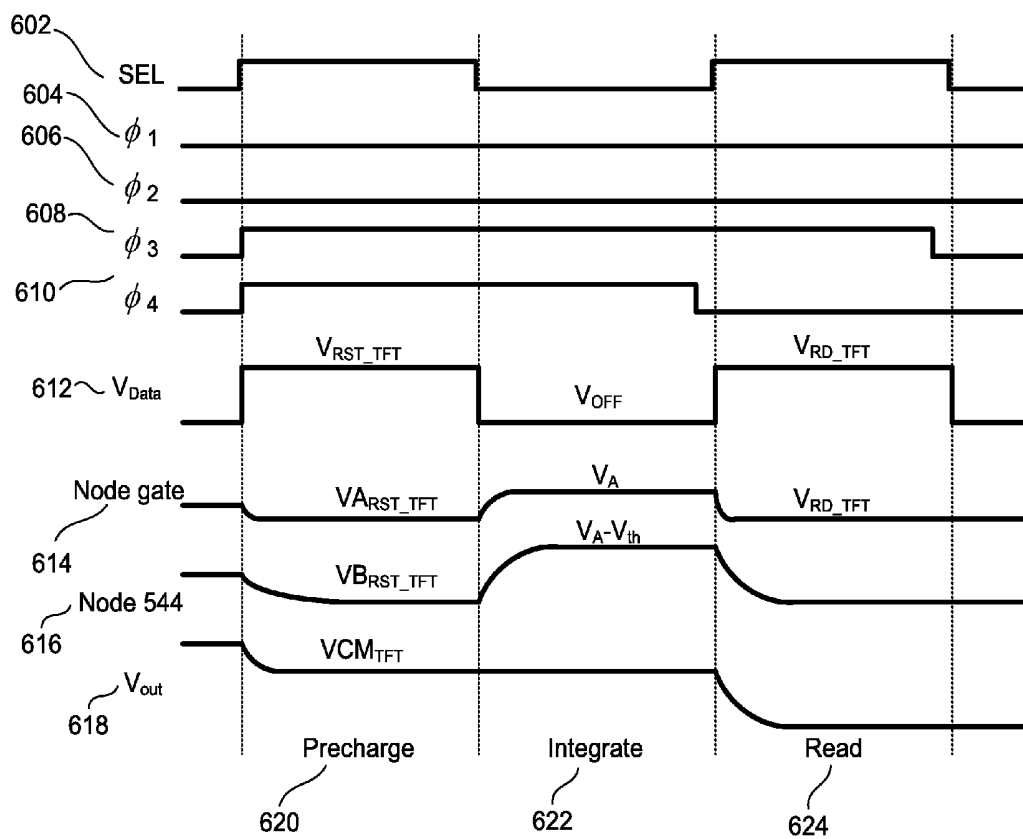 602
SEL
604
ϕ 1
606
ϕ 2
608
ϕ 3
610
ϕ 4
V_RST_TFT
V_RD_TFT
612
V_Data
V_OFF
Node gate
VA_RST_TFT
V_A
V_RD_TFT
614
V_A-V_th
VB_RST_TFT
Node 544
616
VCM_TFT
V_out
618
Precharge
Integrate
Read
620
622
624